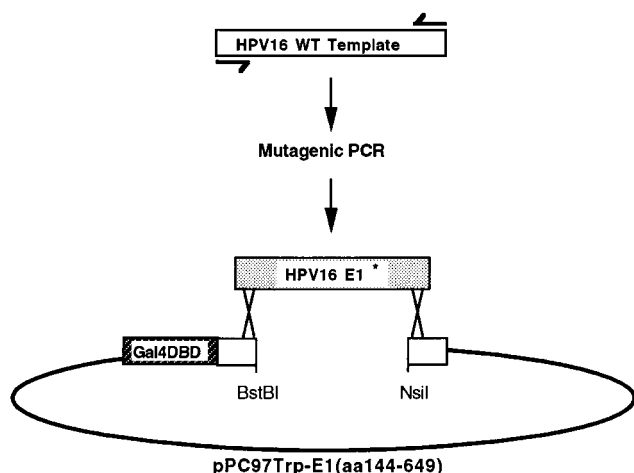 HPV16 WT Template
Mutagenic PCR
HPV16 E1 *
Gal4DBD
BstBI
NsiI
pPC97Trp-E1(aa144-649)